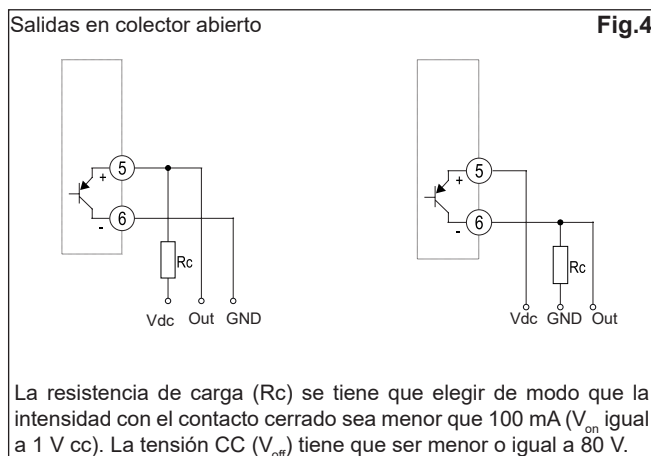 Salidas en colector abierto Fig.4
5
+
6
-
Rc
Vdc Out GND
5
+
6
-
Rc
Vdc GND Out
La resistencia de carga (Rc) se tiene que elegir de modo que la
intensidad con el contacto cerrado sea menor que 100 mA (Von igual
a 1 V cc). La tensión CC (Voff) tiene que ser menor o igual a 80 V.